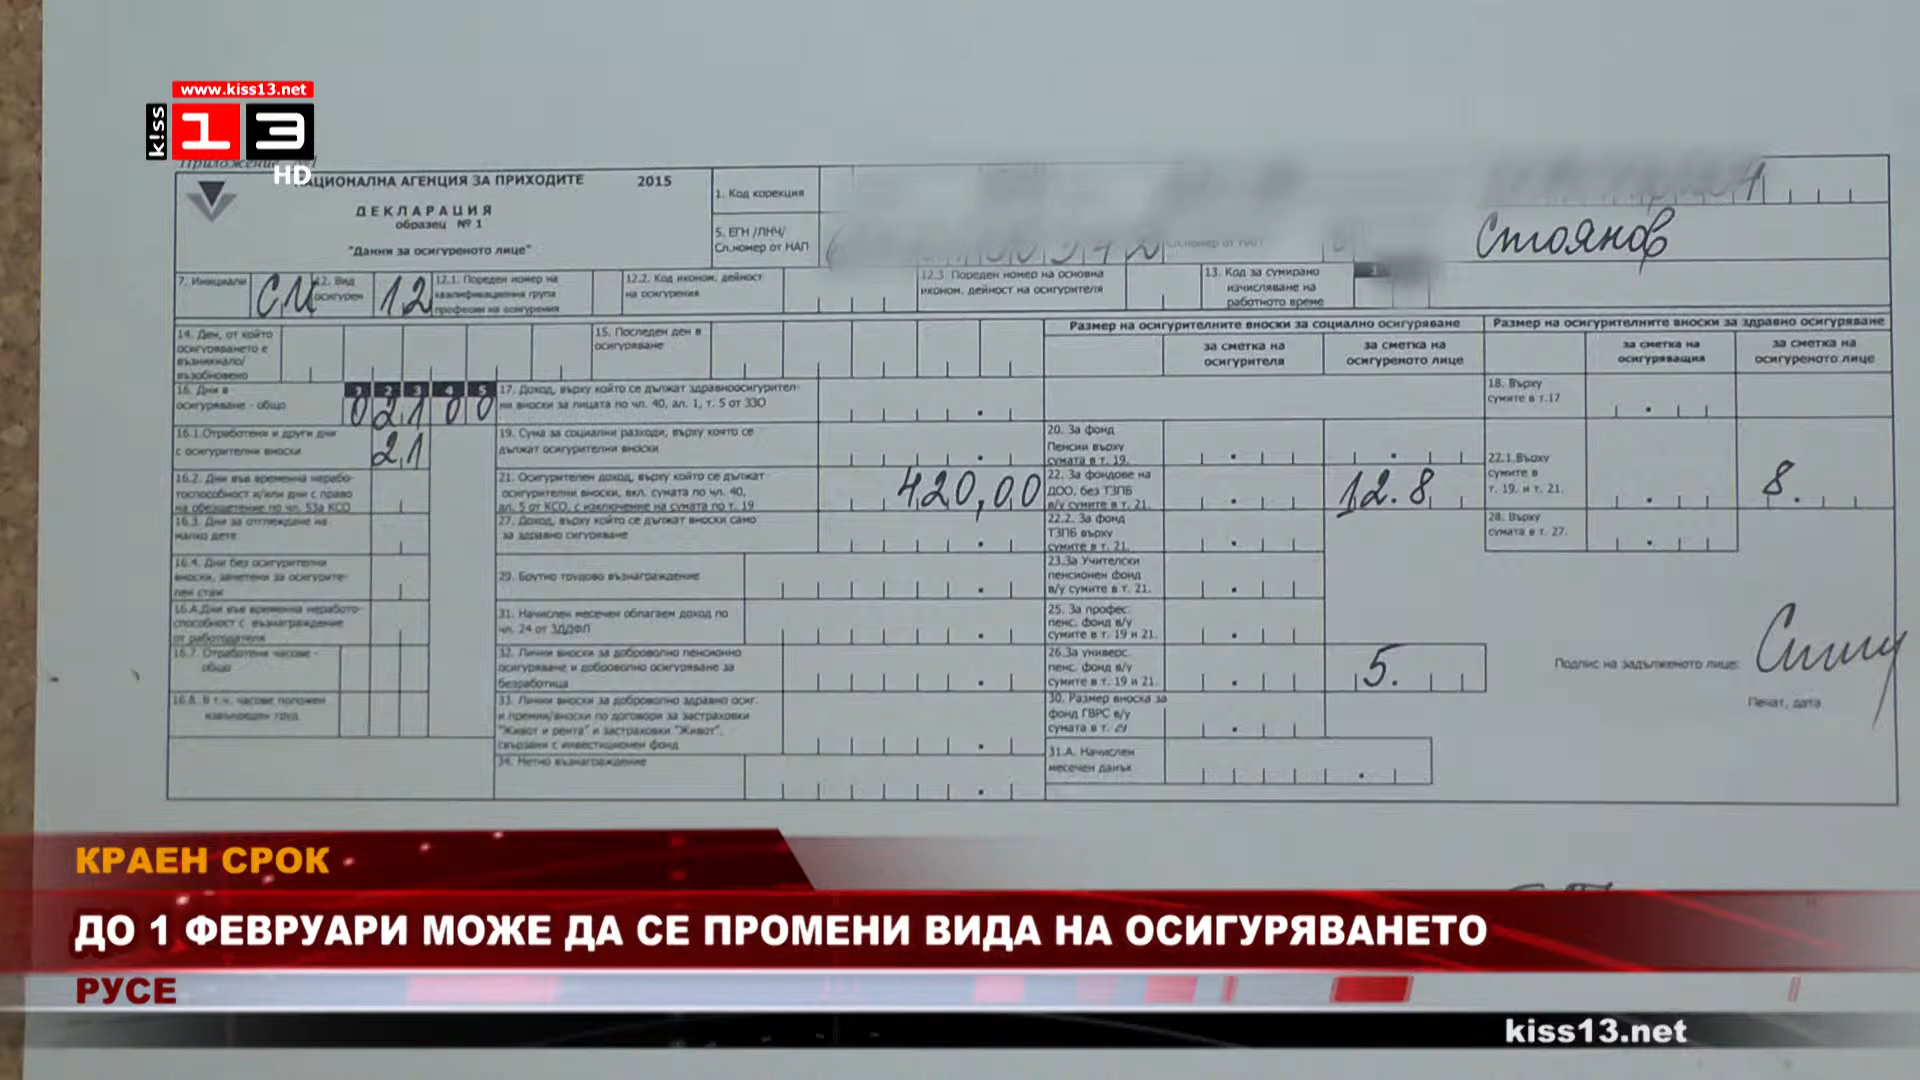 www.kiss13.net
kiss 13
HD
Приложение №1
НАЦИОНАЛНА АГЕНЦИЯ ЗА ПРИХОДИТЕ 2015
ДЕКЛАРАЦИЯ
образец №1
"Данни за осигуреното лице"
1. Код корекция
5. ЕГН /ЛНЧ/
Сл.номер от НАП
Стоянов
7. Инициали СИ
12. Вид осигурен 12
12.1. Пореден номер на
квалификационна група
професии на осигурения
12.2. Код иконом. дейност
на осигурения
12.3. Пореден номер на основна
иконом. дейност на осигурителя
13. Код за сумирано
изчисляване на
работното време
14. Ден, от който
осигуряването е
възникнало/
възобновено
15. Последен ден в
осигуряване
Размер на осигурителните вноски за социално осигуряване
за сметка на
осигурителя
за сметка на
осигуреното лице
Размер на осигурителните вноски за здравно осигуряване
за сметка на
осигуряващия
за сметка на
осигуреното лице
1 2 3 4 5
16. Дни в
осигуряване - общо
0 21 0 0
17. Доход, върху който се дължат здравноосигурител-
ни вноски за лицата по чл. 40, ал. 1, т. 5 от ЗЗО
18. Върху
сумите в т.17
16.1.Отработени и други дни
с осигурителни вноски
21
19. Сума за социални разходи, върху която се
дължат осигурителни вноски
20. За фонд
Пенсии върху
сумата в т. 19.
16.2. Дни във временна нерабо-
тоспособност и/или дни с право
на обезщетение по чл. 53а КСО
21. Осигурителен доход, върху който се дължат
осигурителни вноски, вкл. сумата по чл. 40,
ал. 5 от КСО, с изключение на сумата по т. 19
420,00
22. За фондове на
ДОО, без ТЗПБ
в/у сумите в т. 21.
12.8
22.1.Върху
сумите в
т. 19. и т. 21.
8.
16.3. Дни за отглеждане на
малко дете
27. Доход, върху който се дължат вноски само
за здравно сигуряване
22.2. За фонд
ТЗПБ върху
сумите в т. 21.
28. Върху
сумата в т. 27.
16.4. Дни без осигурителни
вноски, зачетени за осигурите-
лен стаж
29. Брутно трудово възнаграждение
23.За Учителски
пенсионен фонд
в/у сумите в т. 21.
16.А.Дни във временна неработо-
способност с възнаграждение
от работодателя
31. Начислен месечен облагаем доход по
чл. 24 от ЗДДФЛ
25. За профес.
пенс. фонд в/у
сумите в т. 19 и 21.
16.7. Отработени часове -
общо
32. Лични вноски за доброволно пенсионно
осигуряване и доброволно осигуряване за
безработица
26.За универс.
пенс. фонд в/у
сумите в т. 19 и 21.
5.
Подпис на задълженото лице:
Печат, дата
16.8. В т.ч. часове положен
извънреден труд
33. Лични вноски за доброволно здравно осиг.
и премии/вноски по договори за застраховки
"Живот и рента" и застраховки "Живот",
свързани с инвестиционен фонд
30. Размер вноска за
фонд ГВРС в/у
сумата в т. 29
34. Нетно възнаграждение
31.А. Начислен
месечен данък
КРАЕН СРОК
ДО 1 ФЕВРУАРИ МОЖЕ ДА СЕ ПРОМЕНИ ВИДА НА ОСИГУРЯВАНЕТО
РУСЕ
kiss13.net